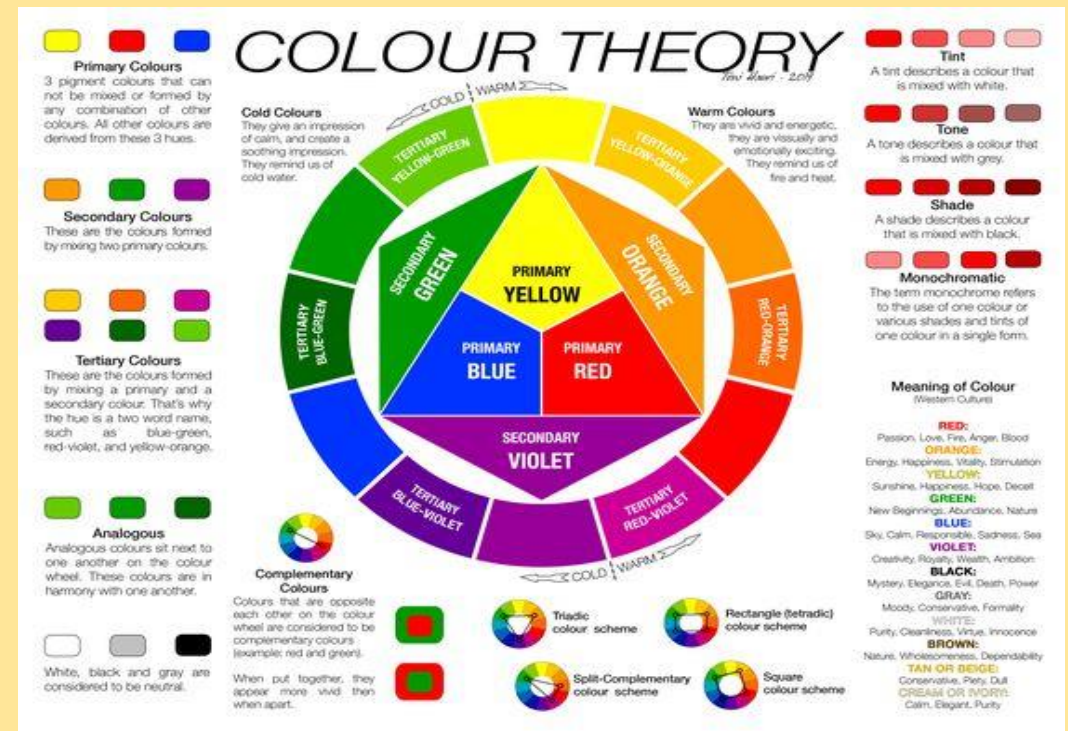 COLOUR THEORY
Toni Maari - 2014
Primary Colours
3 pigment colours that can
not be mixed or formed by
any combination of other
colours. All other colours are
derived from these 3 hues.
Secondary Colours
These are the colours formed
by mixing two primary colours.
Tertiary Colours
These are the colours formed
by mixing a primary and a
secondary colour. That's why
the hue is a two word name,
such as blue-green,
red-violet, and yellow-orange.
Analogous
Analogous colours sit next to
one another on the colour
wheel. These colours are in
harmony with one another.
White, black and gray are
considered to be neutral.
Cold Colours
They give an impression
of calm, and create a
soothing impression.
They remind us of
cold water.
COLD
WARM
Warm Colours
They are vivid and energetic,
they are vissually and
emotionally exciting.
They remind us of
fire and heat.
TERTIARY
YELLOW-GREEN
TERTIARY
YELLOW-ORANGE
TERTIARY
BLUE-GREEN
TERTIARY
RED-ORANGE
TERTIARY
BLUE-VIOLET
TERTIARY
RED-VIOLET
SECONDARY
GREEN
SECONDARY
ORANGE
PRIMARY
YELLOW
PRIMARY
BLUE
PRIMARY
RED
SECONDARY
VIOLET
COLD
WARM
Complementary
Colours
Colours that are opposite
each other on the colour
wheel are considered to be
complementary colours
(example: red and green).
When put together, they
appear more vivid then
when apart.
Triadic
colour scheme
Rectangle (tetradic)
colour scheme
Split-Complementary
colour scheme
Square
colour scheme
Tint
A tint describes a colour that
is mixed with white.
Tone
A tone describes a colour that
is mixed with grey.
Shade
A shade describes a colour
that is mixed with black.
Monochromatic
The term monochrome refers
to the use of one colour or
various shades and tints of
one colour in a single form.
Meaning of Colour
(Western Culture)
RED:
Passion, Love, Fire, Anger, Blood
ORANGE:
Energy, Happiness, Vitality, Stimulation
YELLOW:
Sunshine, Happiness, Hope, Deceit
GREEN:
New Beginnings, Abundance, Nature
BLUE:
Sky, Calm, Responsible, Sadness, Sea
VIOLET:
Creativity, Royalty, Wealth, Ambition
BLACK:
Mystery, Elegance, Evil, Death, Power
GRAY:
Moody, Conservative, Formality
WHITE:
Purity, Cleanliness, Virtue, Innocence
BROWN:
Nature, Wholesomeness, Dependability
TAN OR BEIGE:
Conservative, Piety, Dull
CREAM OR IVORY:
Calm, Elegant, Purity